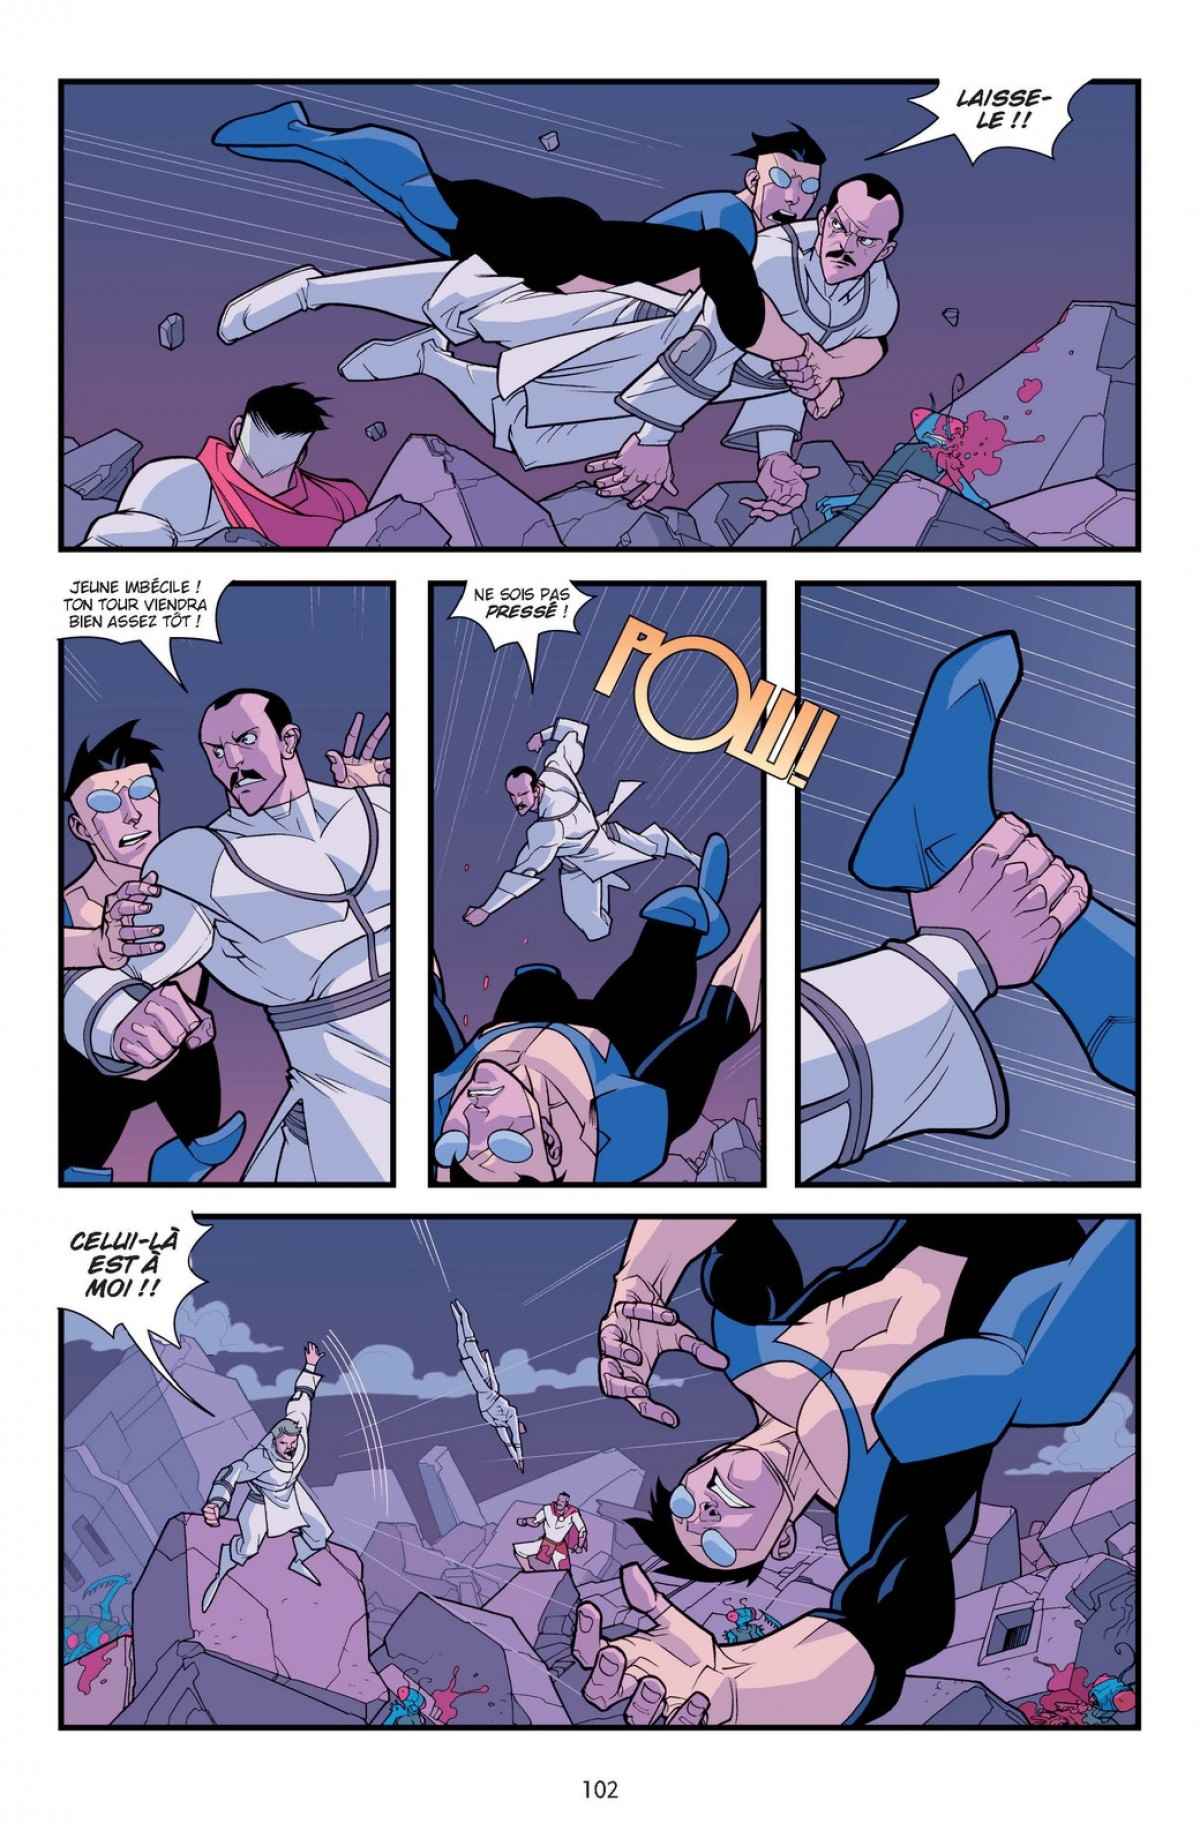 LAISSE-
LE !!
JEUNE IMBÉCILE !
TON TOUR VIENDRA
BIEN ASSEZ TÔT !
NE SOIS PAS
PRESSÉ !
POW!!
CELUI-LÀ
EST À
MOI !!
102